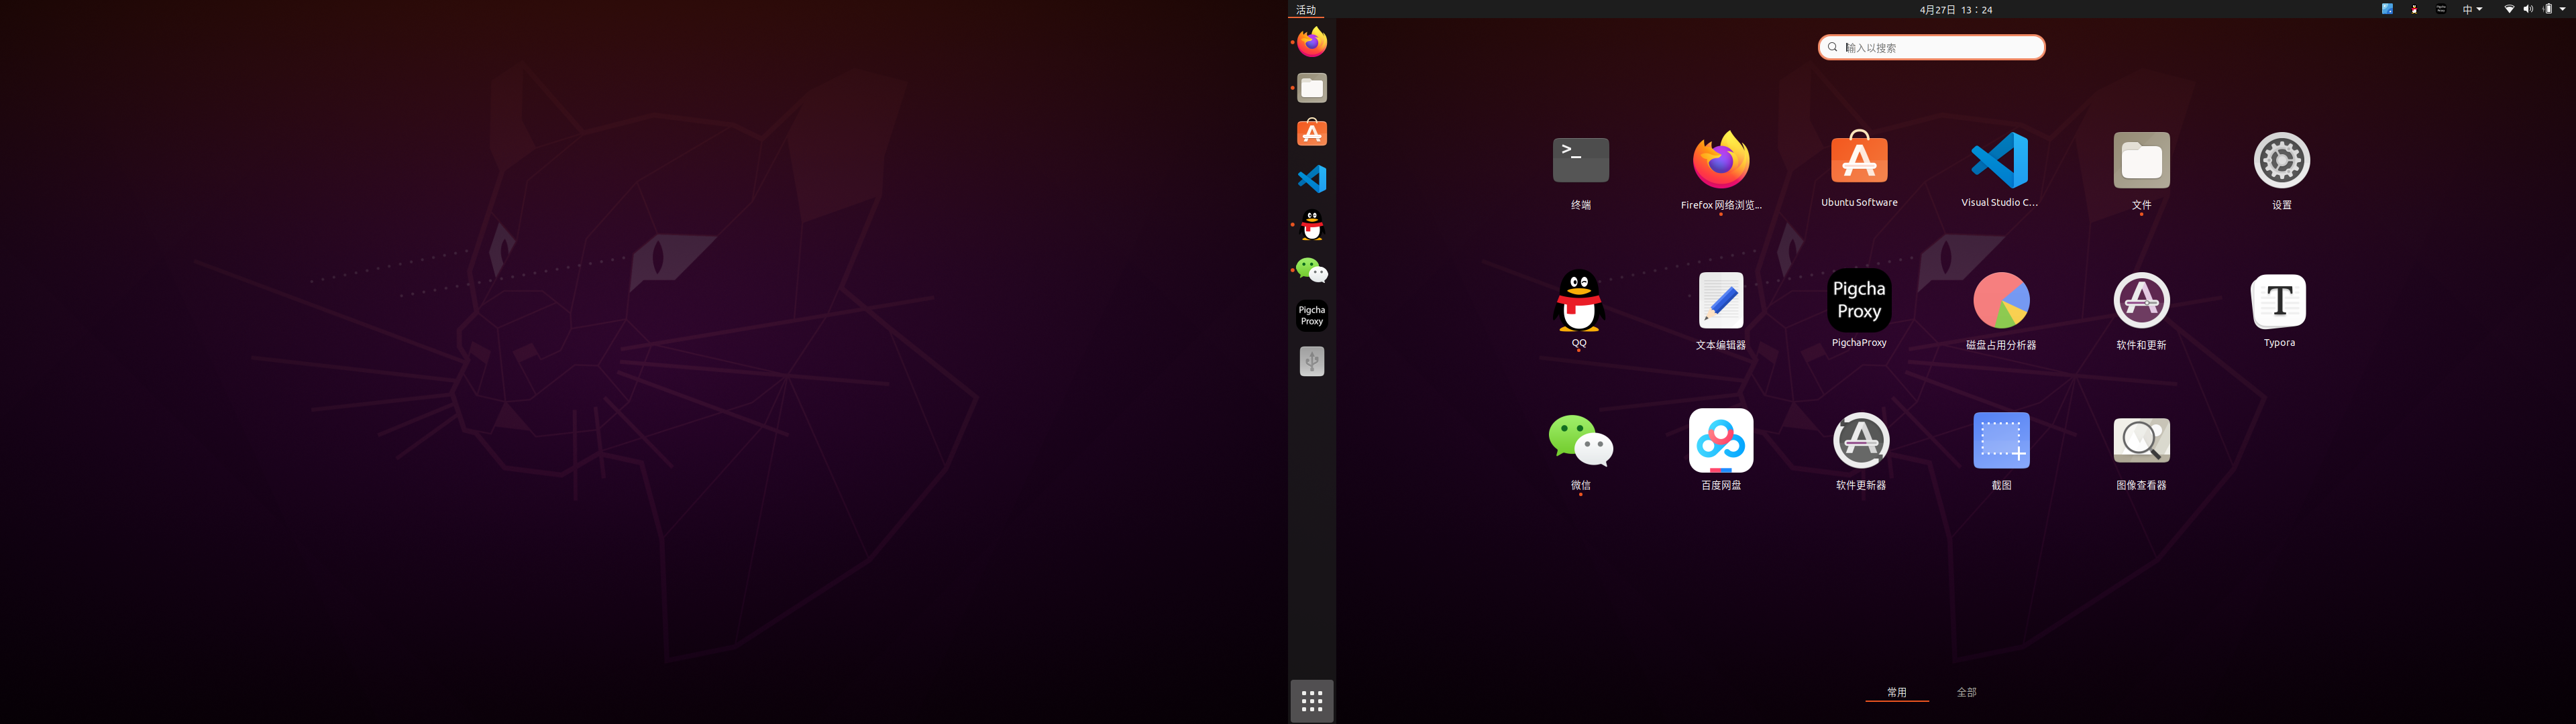 活动
4月27日 13：24
中
输入以搜索
终端
Firefox 网络浏览...
Ubuntu Software
Visual Studio C...
文件
设置
QQ
文本编辑器
PigchaProxy
磁盘占用分析器
软件和更新
Typora
微信
百度网盘
软件更新器
截图
图像查看器
Pigcha
Proxy
Pigcha
Proxy
T
常用
全部